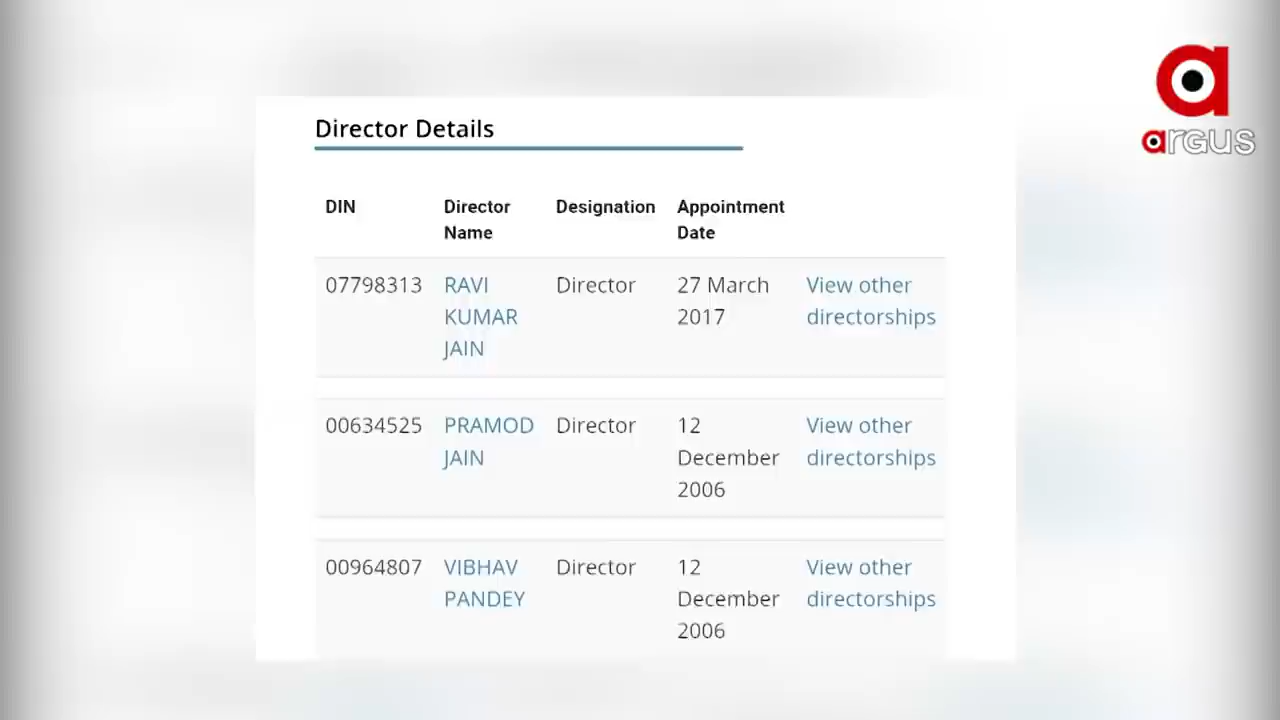 argus
Director Details
DIN Director Name Designation Appointment Date
07798313 RAVI KUMAR JAIN Director 27 March 2017 View other directorships
00634525 PRAMOD JAIN Director 12 December 2006 View other directorships
00964807 VIBHAV PANDEY Director 12 December 2006 View other directorships